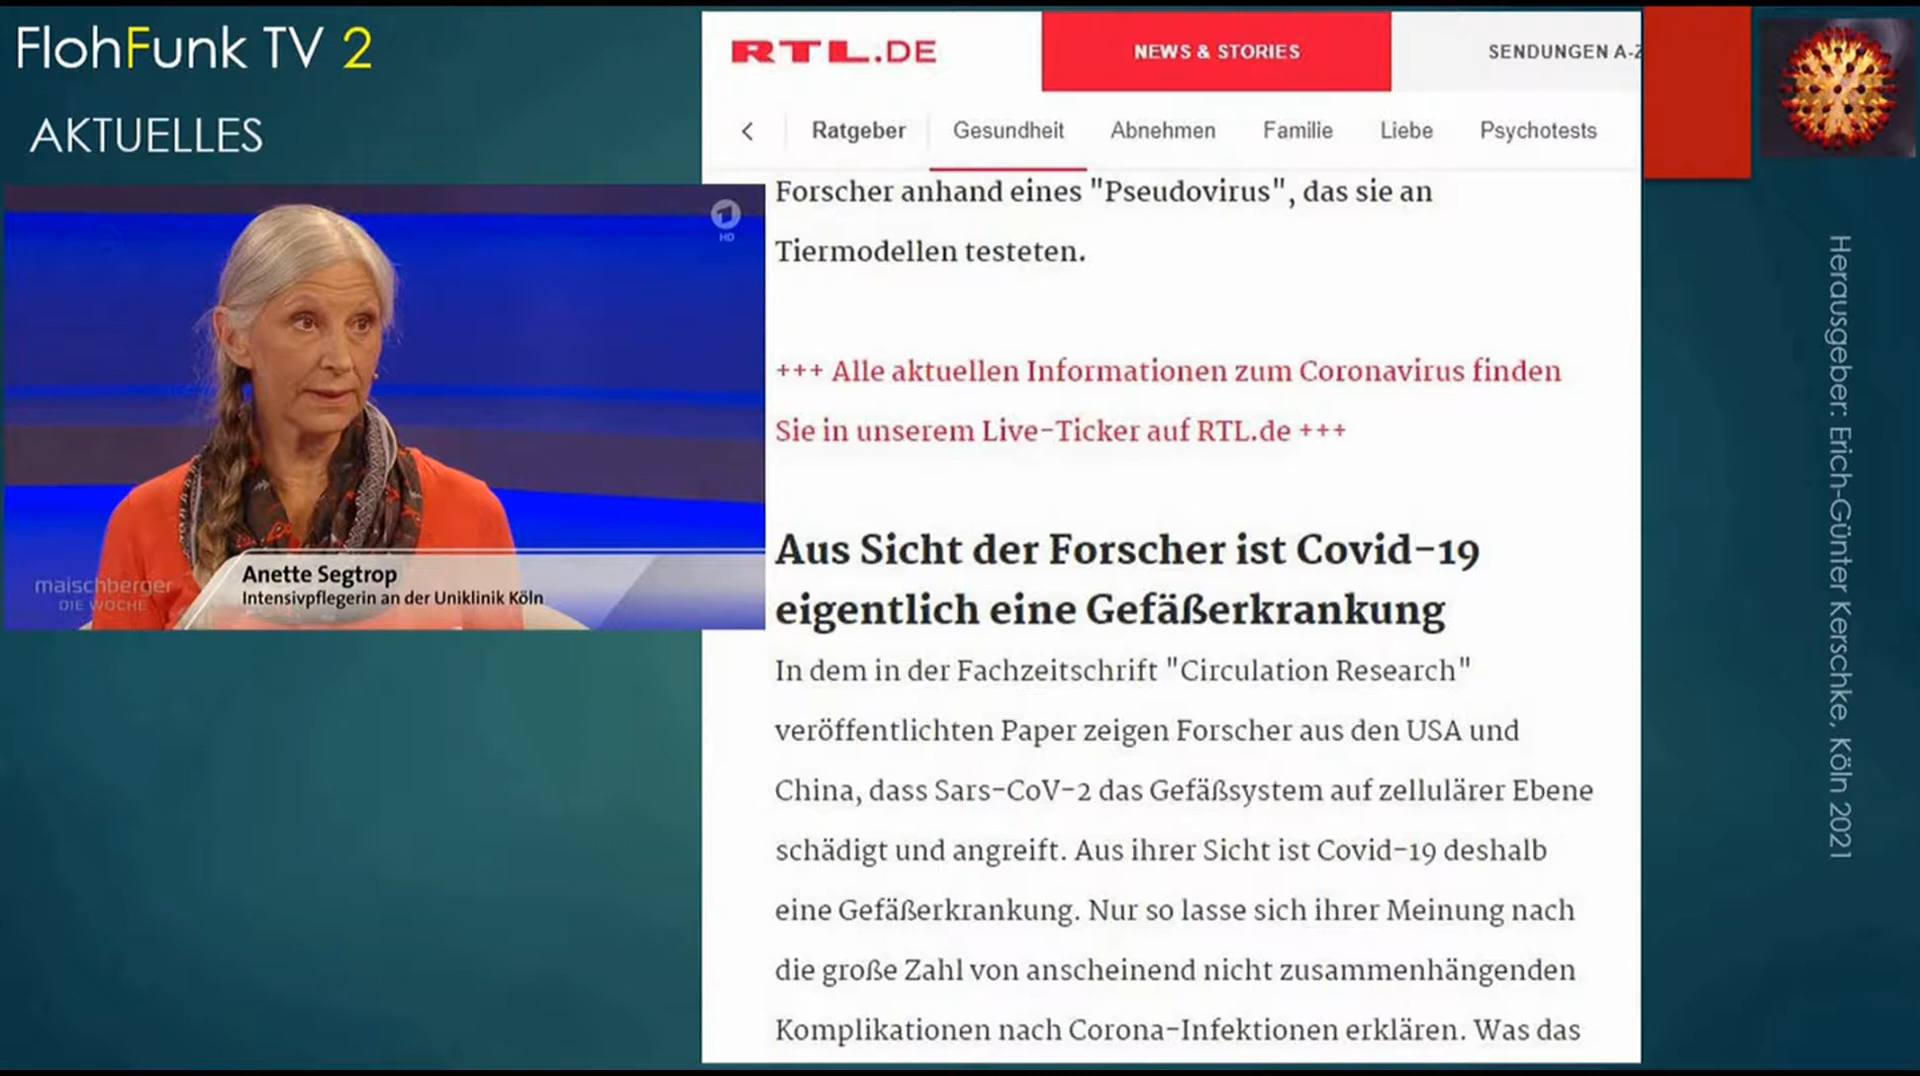 FlohFunk TV 2
AKTUELLES
HD
maischberger
DIE WOCHE
Anette Segtrop
Intensivpflegerin an der Uniklinik Köln
RTL.DE
NEWS & STORIES
SENDUNGEN A-Z
Ratgeber
Gesundheit
Abnehmen
Familie
Liebe
Psychotests
Forscher anhand eines "Pseudovirus", das sie an
Tiermodellen testeten.
+++ Alle aktuellen Informationen zum Coronavirus finden
Sie in unserem Live-Ticker auf RTL.de +++
Aus Sicht der Forscher ist Covid-19
eigentlich eine Gefäßerkrankung
In dem in der Fachzeitschrift "Circulation Research"
veröffentlichten Paper zeigen Forscher aus den USA und
China, dass Sars-CoV-2 das Gefäßsystem auf zellulärer Ebene
schädigt und angreift. Aus ihrer Sicht ist Covid-19 deshalb
eine Gefäßerkrankung. Nur so lasse sich ihrer Meinung nach
die große Zahl von anscheinend nicht zusammenhängenden
Komplikationen nach Corona-Infektionen erklären. Was das
Herausgeber: Erich-Günter Kerschke, Köln 2021